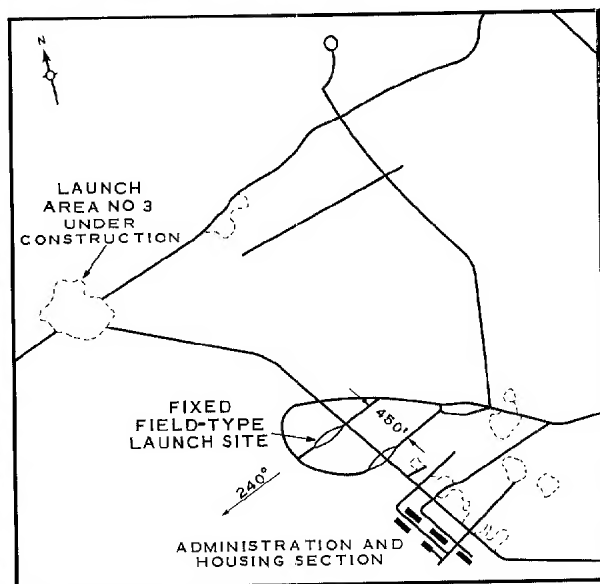 N
LAUNCH
AREA NO 3
UNDER
CONSTRUCTION
FIXED
FIELD-TYPE
LAUNCH SITE
450'
240°
ADMINISTRATION AND
HOUSING SECTION